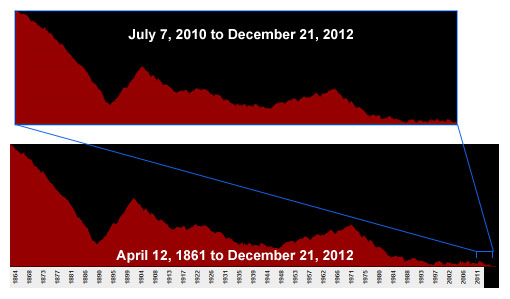 July 7, 2010 to December 21, 2012
April 12, 1861 to December 21, 2012
1864 1868 1873 1877 1881 1886 1890 1895 1899 1904 1908 1913 1917 1922 1926 1931 1935 1939 1944 1948 1953 1957 1962 1966 1971 1975 1980 1984 1988 1993 1997 2002 2006 2011